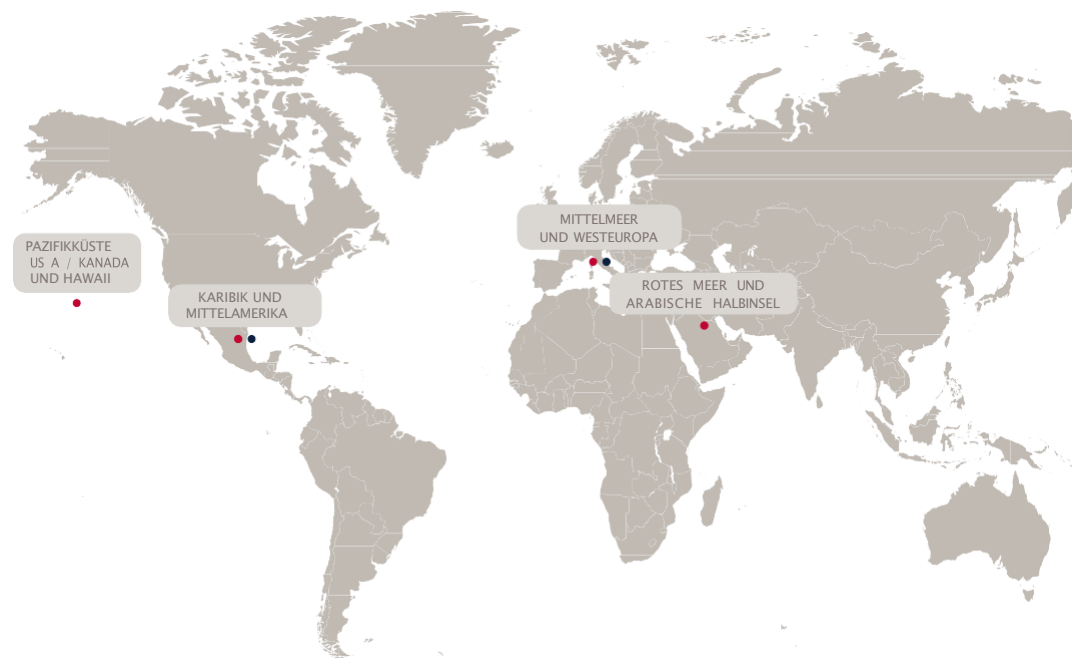 MITTELMEER
UND WESTEUROPA
PAZIFIKKÜSTE
US A / KANADA
UND HAWAII
ROTES MEER UND
ARABISCHE HALBINSEL
KARIBIK UND
MITTELAMERIKA